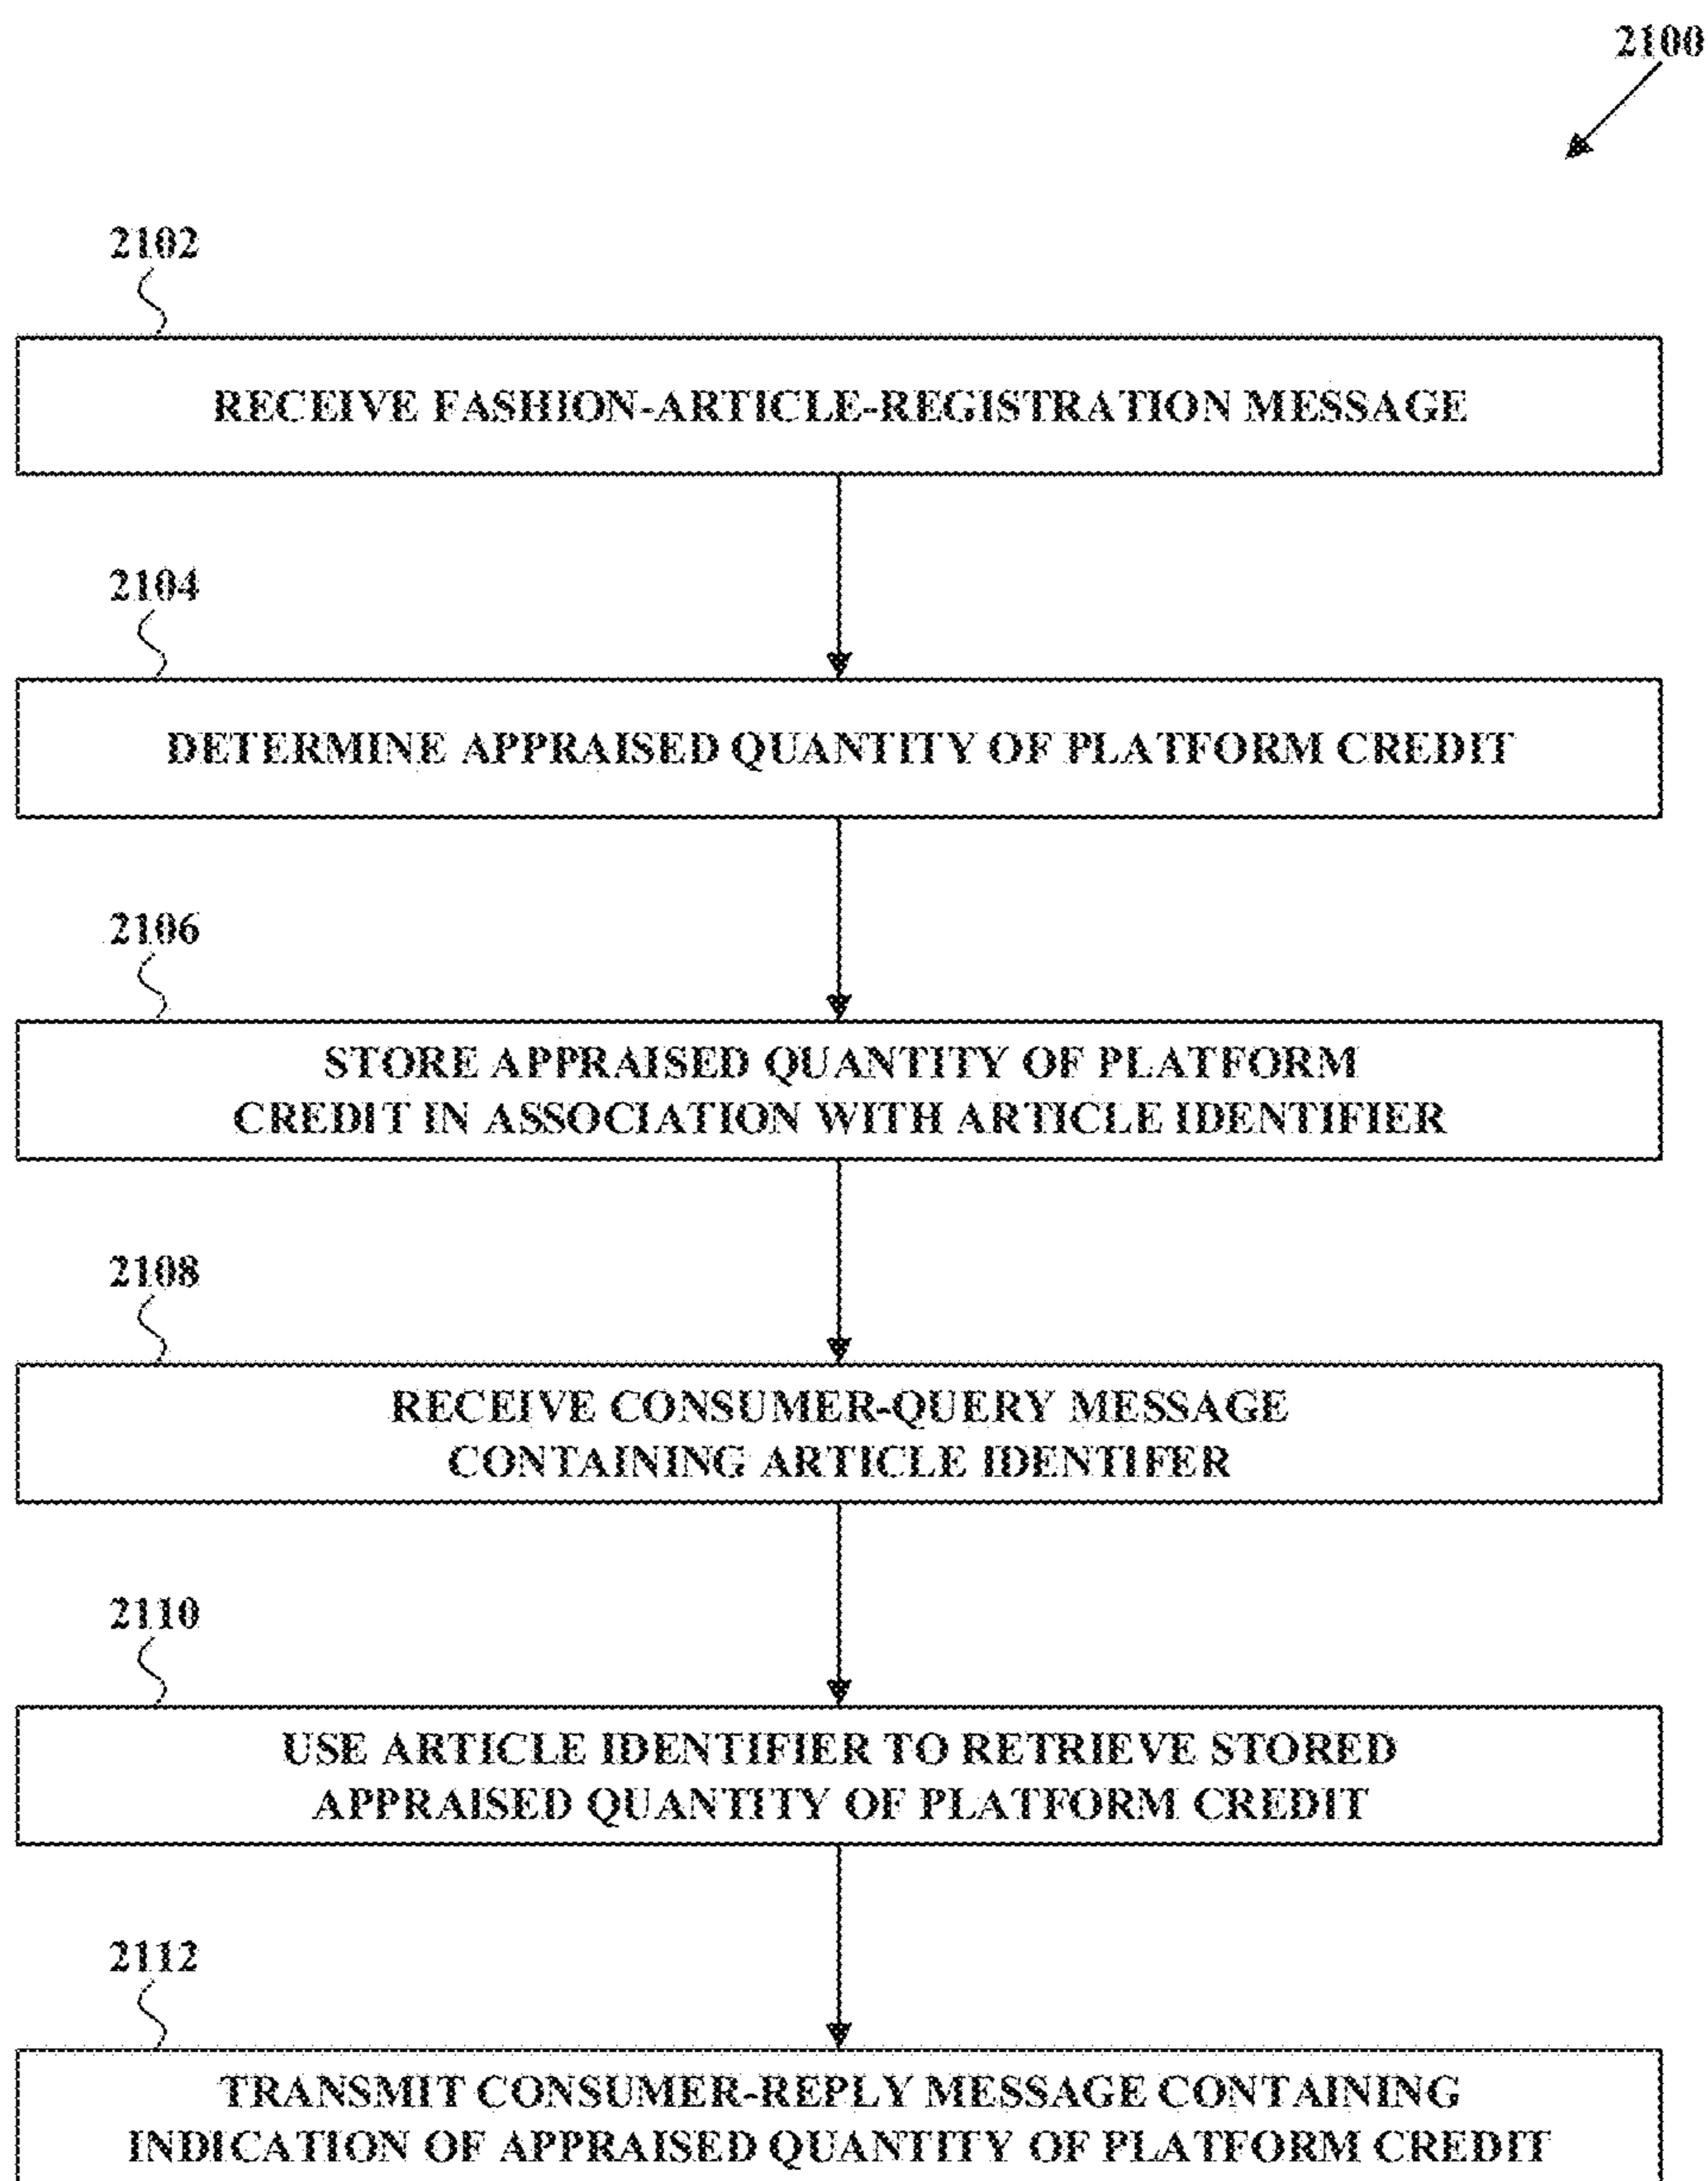 2100
2102
RECEIVE FASHION-ARTICLE-REGISTRATION MESSAGE
2104
DETERMINE APPRAISED QUANTITY OF PLATFORM CREDIT
2106
STORE APPRAISED QUANTITY OF PLATFORM
CREDIT IN ASSOCIATION WITH ARTICLE IDENTIFIER
2108
RECEIVE CONSUMER-QUERY MESSAGE
CONTAINING ARTICLE IDENTIFER
2110
USE ARTICLE IDENTIFIER TO RETRIEVE STORED
APPRAISED QUANTITY OF PLATFORM CREDIT
2112
TRANSMIT CONSUMER-REPLY MESSAGE CONTAINING
INDICATION OF APPRAISED QUANTITY OF PLATFORM CREDIT